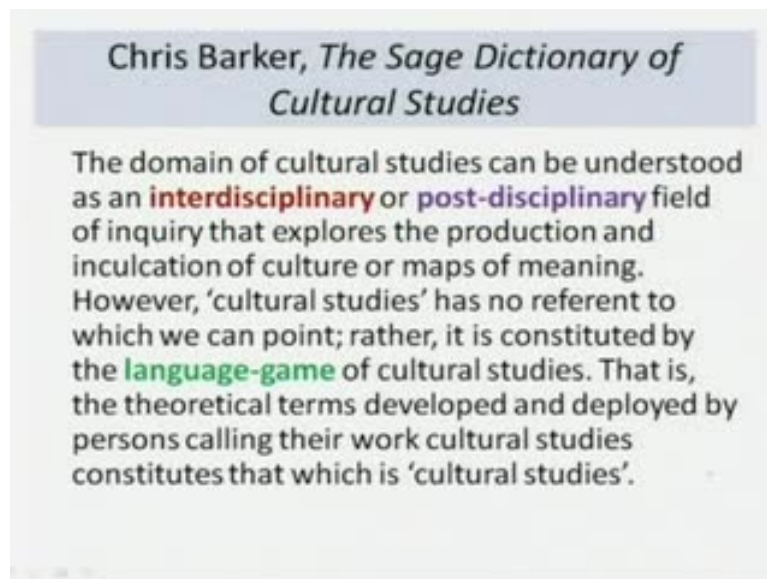 Chris Barker, The Sage Dictionary of
Cultural Studies
The domain of cultural studies can be understood
as an interdisciplinary or post-disciplinary field
of inquiry that explores the production and
inculcation of culture or maps of meaning.
However, ‘cultural studies’ has no referent to
which we can point; rather, it is constituted by
the language-game of cultural studies. That is,
the theoretical terms developed and deployed by
persons calling their work cultural studies
constitutes that which is ‘cultural studies’.